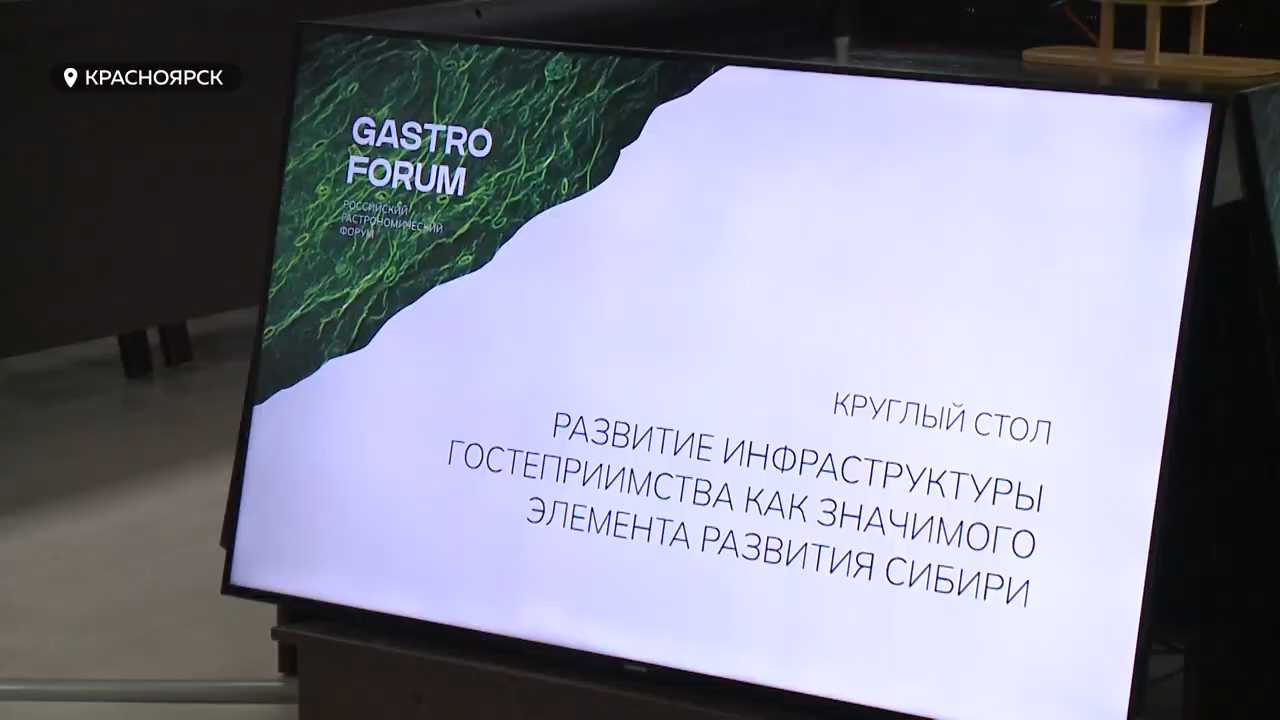 КРАСНОЯРСК
GASTRO
FORUM
РОССИЙСКИЙ
ГАСТРОНОМИЧЕСКИЙ
ФОРУМ
КРУГЛЫЙ СТОЛ
РАЗВИТИЕ ИНФРАСТРУКТУРЫ
ГОСТЕПРИИМСТВА КАК ЗНАЧИМОГО
ЭЛЕМЕНТА РАЗВИТИЯ СИБИРИ